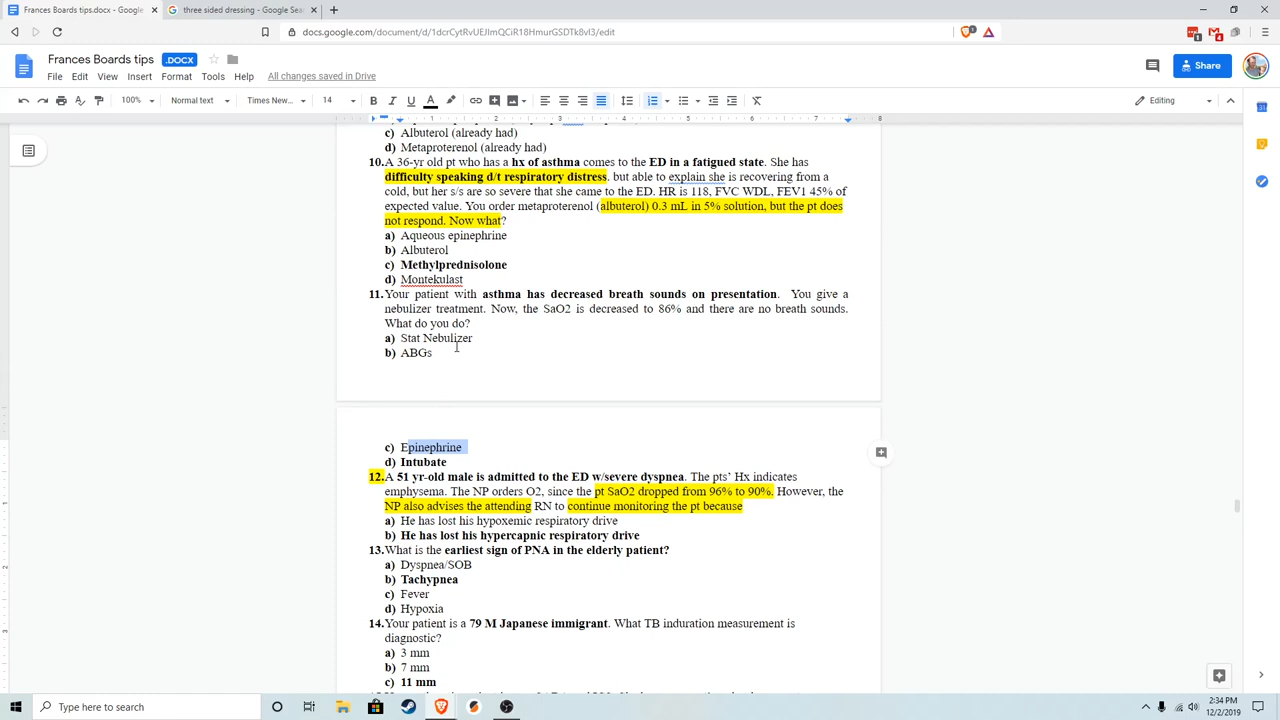 Frances Boards tips.docx - Google
three sided dressing - Google Sea
docs.google.com/document/d/1dcrCytRvUEJlmQCiR18HmurGSDTk8vl3/edit
Frances Boards tips
.DOCX
File Edit View Insert Format Tools Help All changes saved in Drive
Share
100% Normal text Times New... 14 B I U A Editing
1 2 3 4 5 6 7 8
c) Albuterol (already had)
d) Metaproterenol (already had)
10. A 36-yr old pt who has a hx of asthma comes to the ED in a fatigued state. She has
difficulty speaking d/t respiratory distress, but able to explain she is recovering from a
cold, but her s/s are so severe that she came to the ED. HR is 118, FVC WDL, FEV1 45% of
expected value. You order metaproterenol (albuterol) 0.3 mL in 5% solution, but the pt does
not respond. Now what?
a) Aqueous epinephrine
b) Albuterol
c) Methylprednisolone
d) Montekulast
11. Your patient with asthma has decreased breath sounds on presentation. You give a
nebulizer treatment. Now, the SaO2 is decreased to 86% and there are no breath sounds.
What do you do?
a) Stat Nebulizer
b) ABGs
c) Epinephrine
d) Intubate
12. A 51 yr-old male is admitted to the ED w/severe dyspnea. The pts’ Hx indicates
emphysema. The NP orders O2, since the pt SaO2 dropped from 96% to 90%. However, the
NP also advises the attending RN to continue monitoring the pt because
a) He has lost his hypoxemic respiratory drive
b) He has lost his hypercapnic respiratory drive
13. What is the earliest sign of PNA in the elderly patient?
a) Dyspnea/SOB
b) Tachypnea
c) Fever
d) Hypoxia
14. Your patient is a 79 M Japanese immigrant. What TB induration measurement is
diagnostic?
a) 3 mm
b) 7 mm
c) 11 mm
Type here to search
2:34 PM
12/2/2019